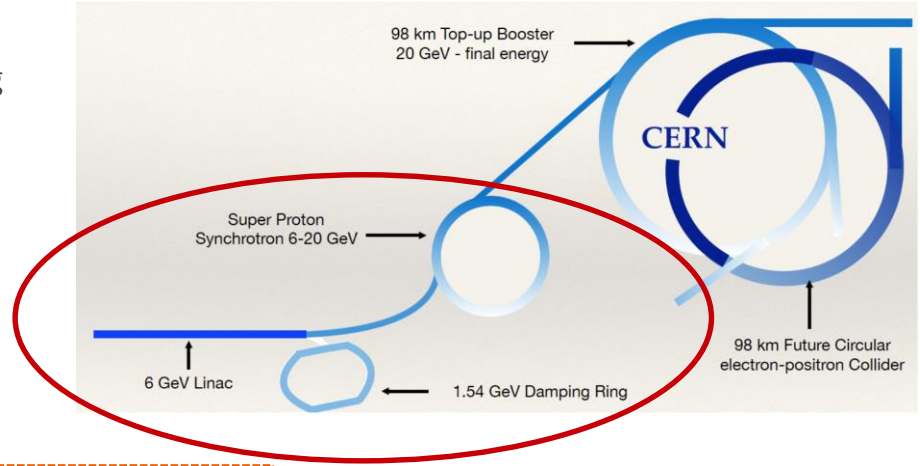 g
98 km Top-up Booster
20 GeV - final energy
CERN
Super Proton
Synchrotron 6-20 GeV
98 km Future Circular
electron-positron Collider
6 GeV Linac
1.54 GeV Damping Ring